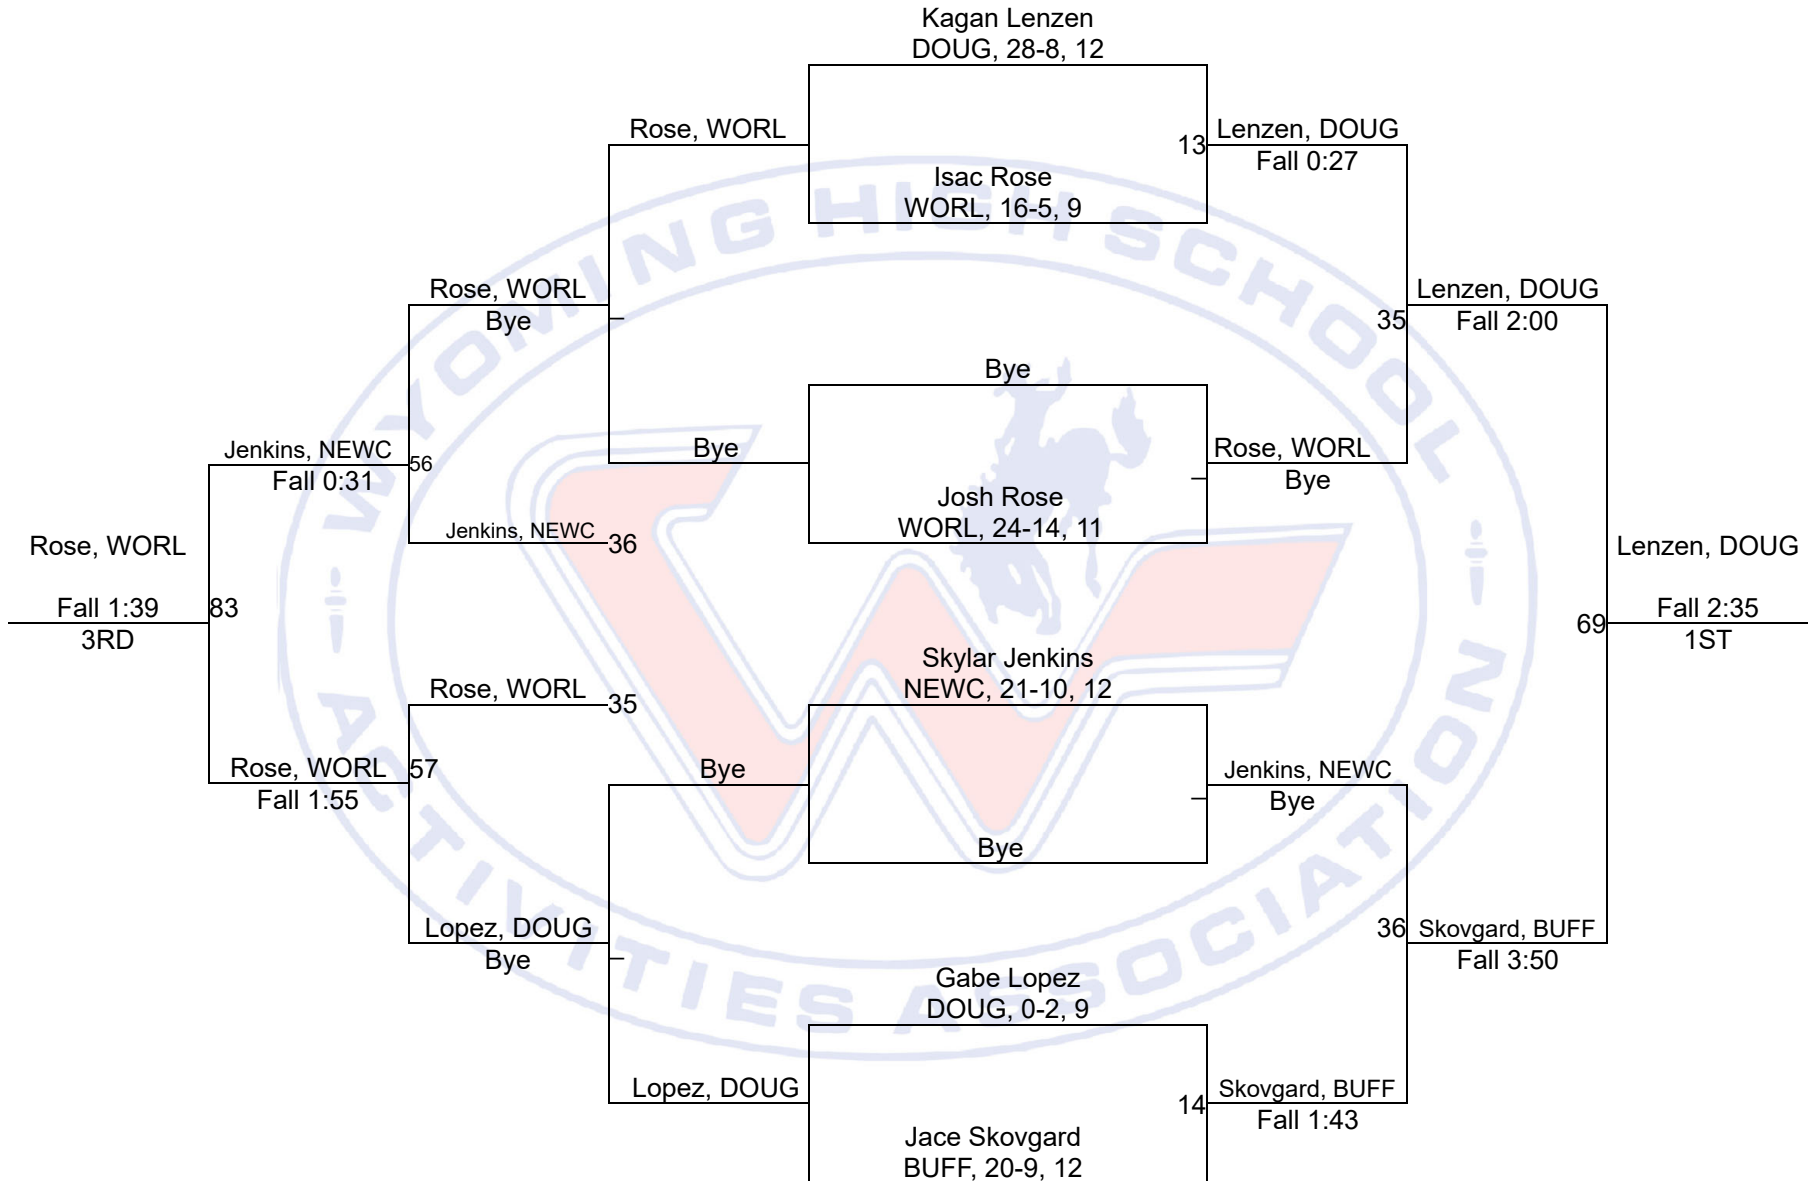 Kagan Lenzen
DOUG, 28-8, 12
Rose, WORL
13
Lenzen, DOUG
Fall 0:27
Isac Rose
WORL, 16-5, 9
Rose, WORL
Bye
Lenzen, DOUG
35
Fall 2:00
Bye
Jenkins, NEWC
56
Fall 0:31
Bye
Rose, WORL
Bye
Josh Rose
WORL, 24-14, 11
Jenkins, NEWC
36
Rose, WORL
Fall 1:39
83
3RD
Lenzen, DOUG
69
Fall 2:35
1ST
Skylar Jenkins
NEWC, 21-10, 12
Rose, WORL
35
Rose, WORL
57
Fall 1:55
Bye
Jenkins, NEWC
Bye
Bye
Lopez, DOUG
Bye
36
Skovgard, BUFF
Fall 3:50
Gabe Lopez
DOUG, 0-2, 9
Lopez, DOUG
14
Skovgard, BUFF
Fall 1:43
Jace Skovgard
BUFF, 20-9, 12
WYOMING HIGH SCHOOL
ACTIVITIES ASSOCIATION